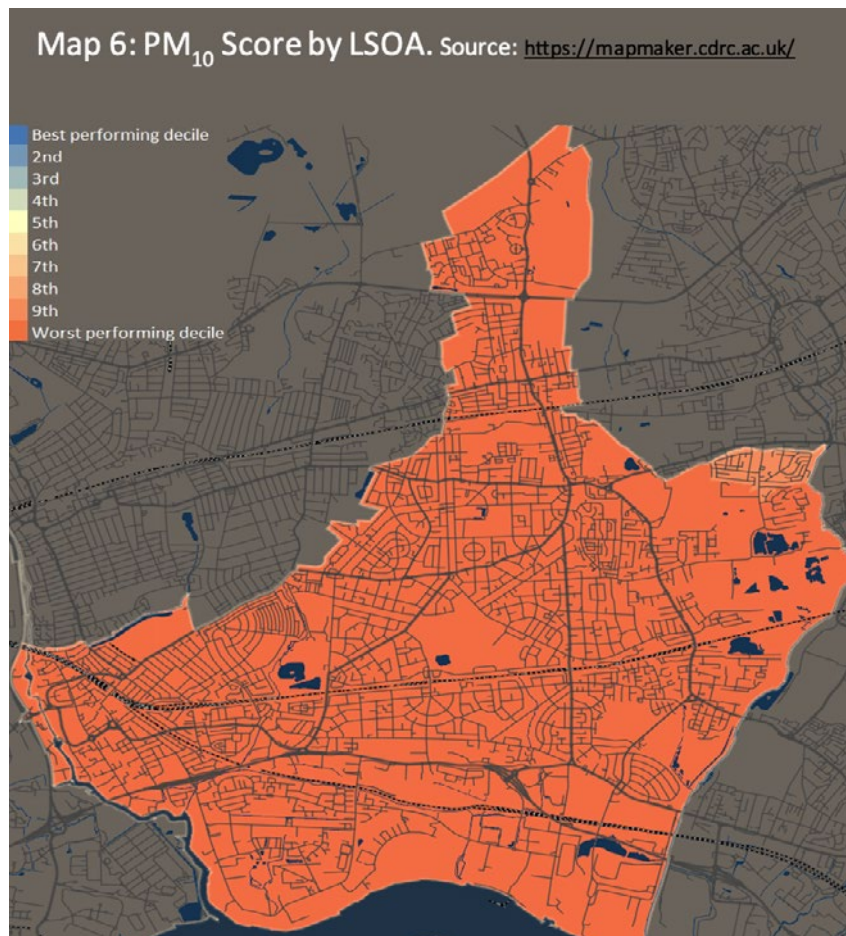 Map 6: PM10 Score by LSOA. Source: https://mapmaker.cdrc.ac.uk/
Best performing decile
2nd
3rd
4th
5th
6th
7th
8th
9th
Worst performing decile